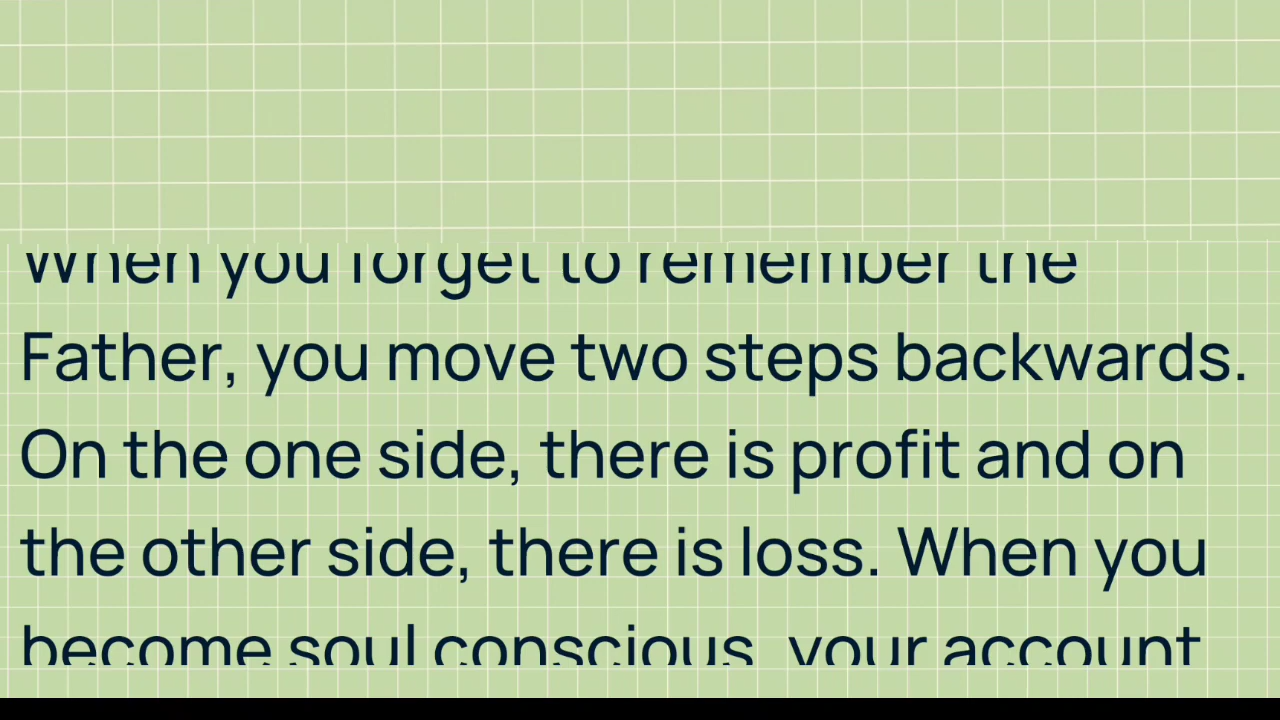 When you forget to remember the
Father, you move two steps backwards.
On the one side, there is profit and on
the other side, there is loss. When you
become soul conscious, your account